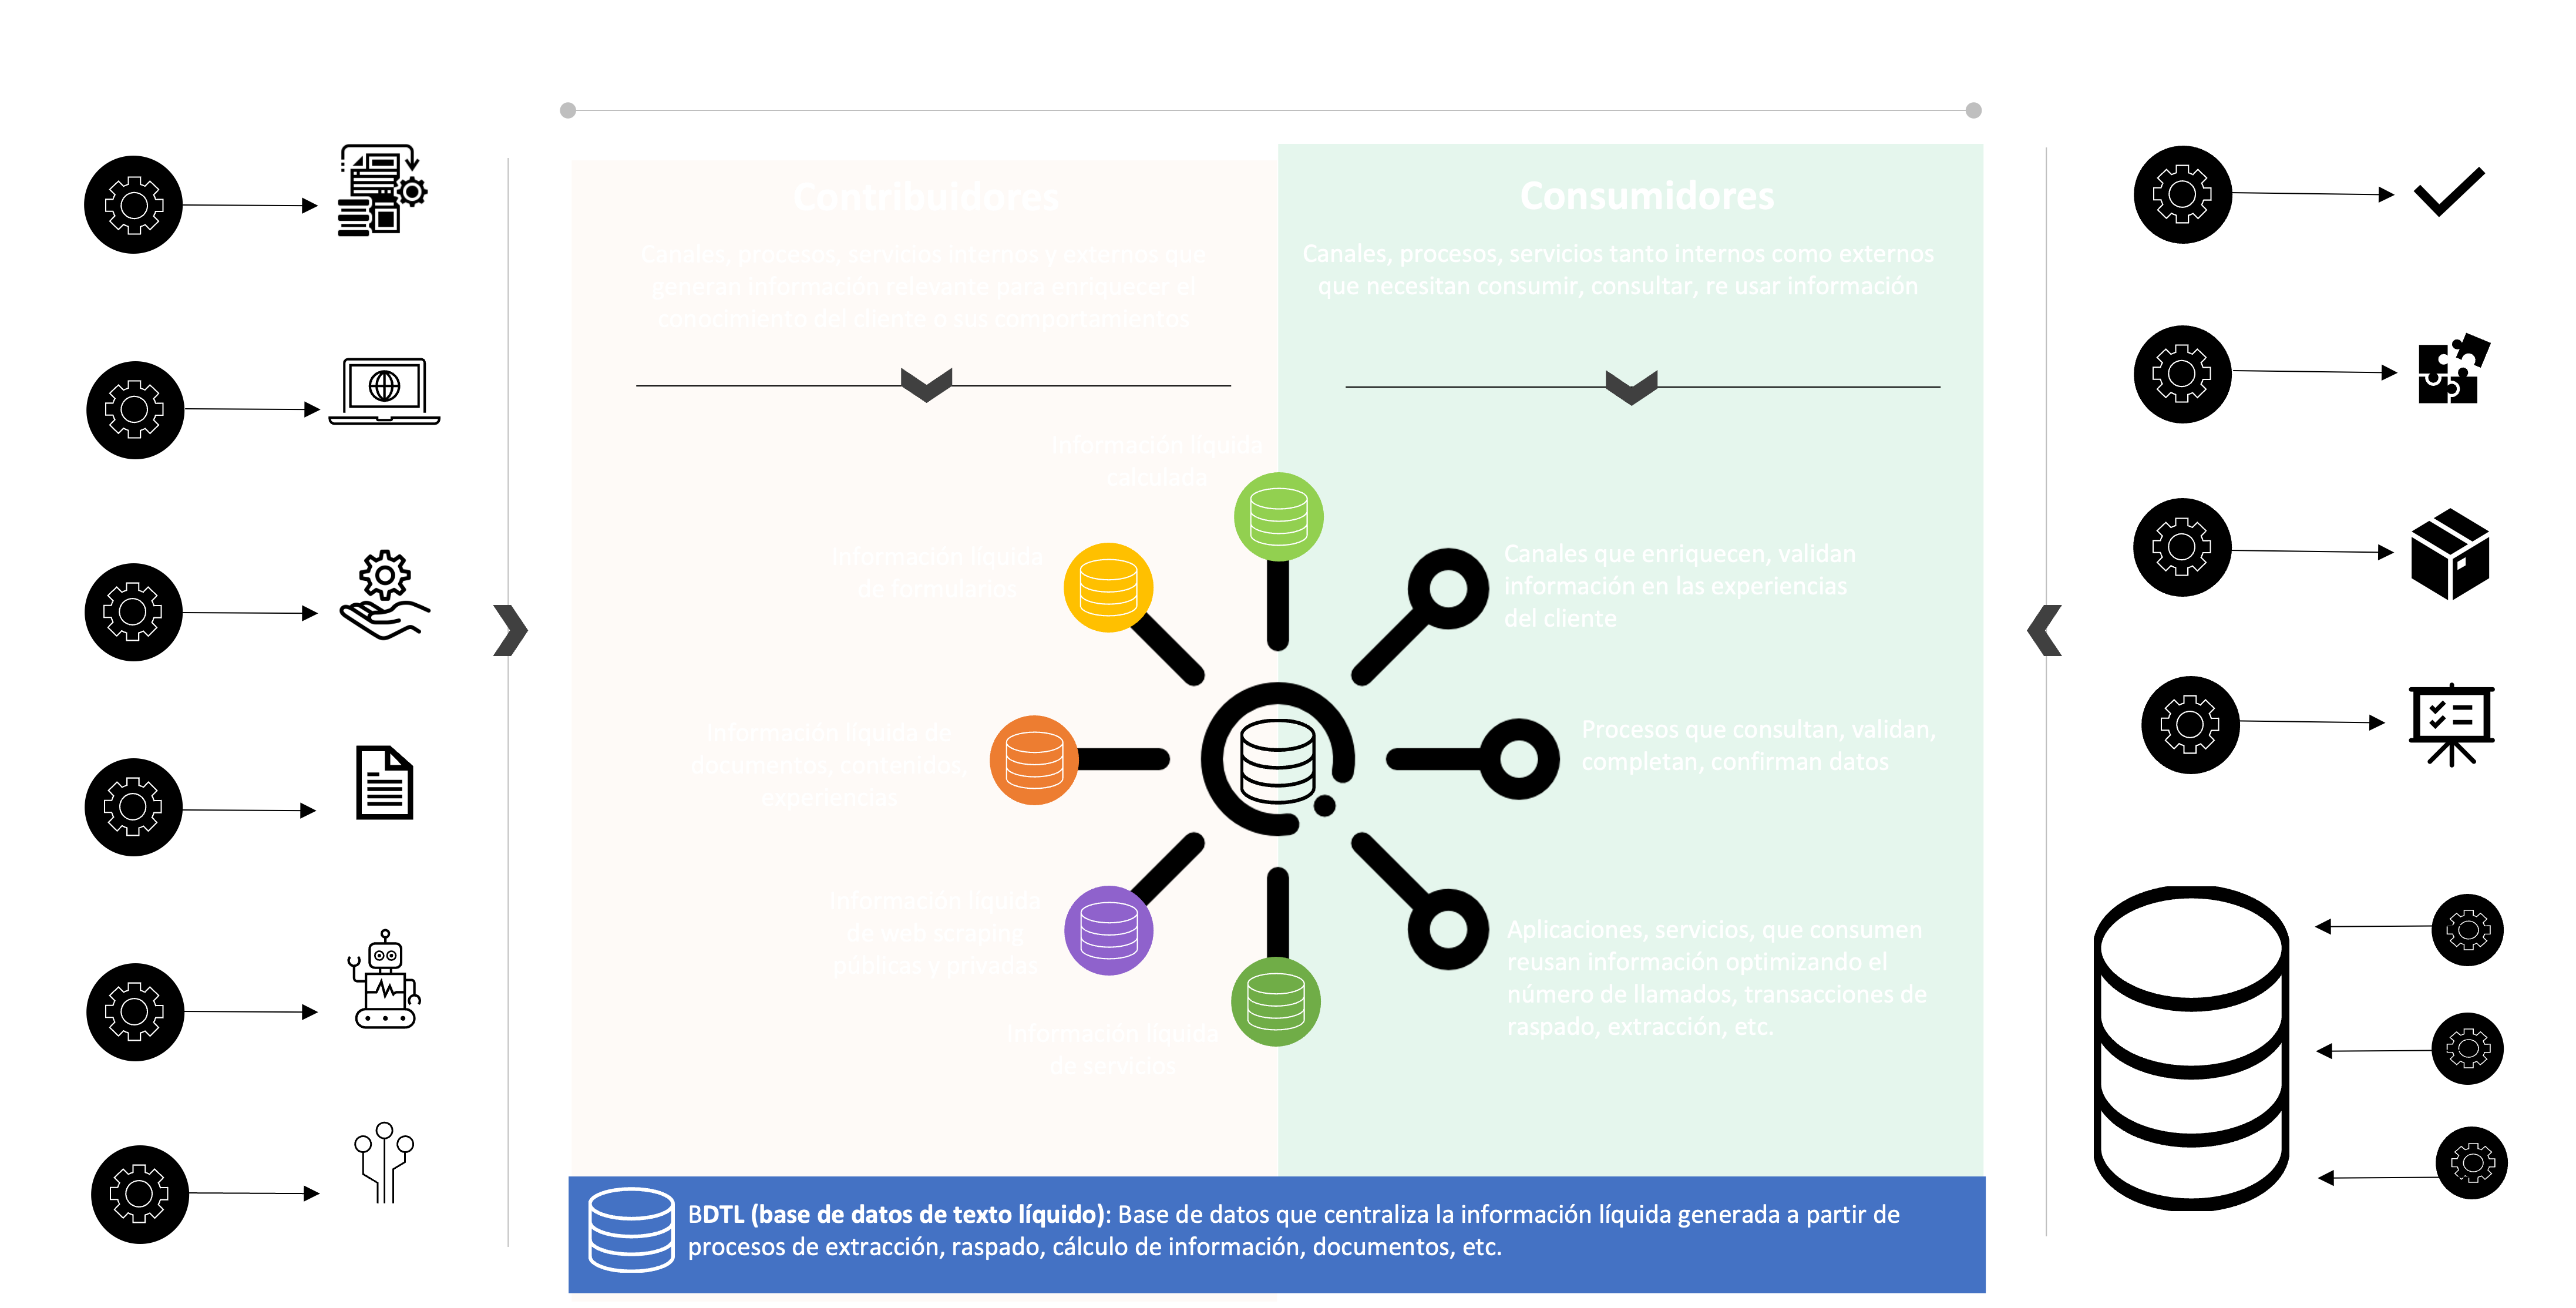 Contribuidores
Canales, procesos, servicios internos y externos que
generan información relevante para enriquecer el
conocimiento del cliente o sus comportamientos
Consumidores
Canales, procesos, servicios tanto internos como externos
que necesitan consumir, consultar, re usar información
Información líquida
calculada
Información líquida
de formularios
Información líquida de
documentos, contenidos,
experiencias
Información líquida
de web scraping
públicas y privadas
Información líquida
de servicios
Canales que enriquecen, validan
información en las experiencias
del cliente
Procesos que consultan, validan,
completan, confirman datos
Aplicaciones, servicios, que consumen
reusan información optimizando el
número de llamados, transacciones de
raspado, extracción, etc.
BDTL (base de datos de texto líquido): Base de datos que centraliza la información líquida generada a partir de
procesos de extracción, raspado, cálculo de información, documentos, etc.